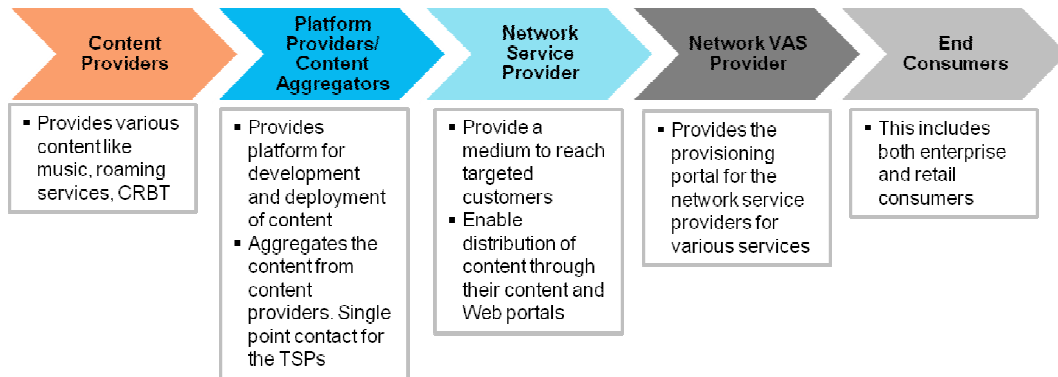 Content
Providers
Platform
Providers/
Content
Aggregators
Network
Service
Provider
Network VAS
Provider
End
Consumers
▪ Provides various
content like
music, roaming
services, CRBT
▪ Provides
platform for
development
and deployment
of content
▪ Aggregates the
content from
content
providers. Single
point contact for
the TSPs
▪ Provide a
medium to reach
targeted
customers
▪ Enable
distribution of
content through
their content and
Web portals
▪ Provides the
provisioning
portal for the
network service
providers for
various services
▪ This includes
both enterprise
and retail
consumers